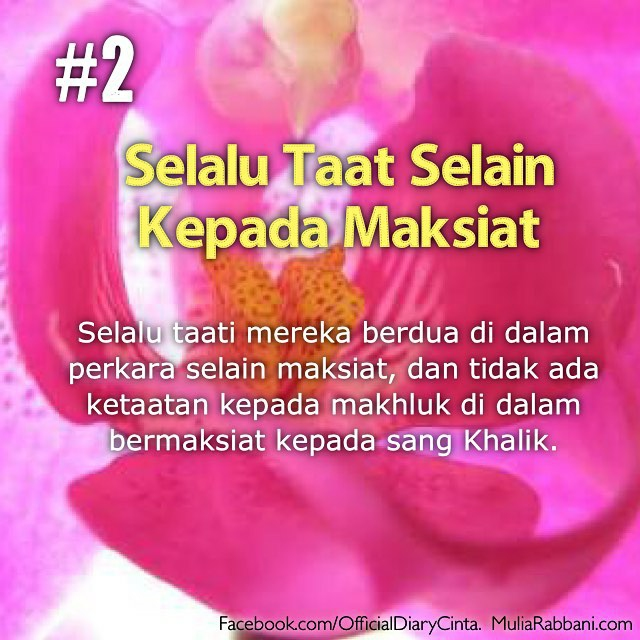 #2
Selalu Taat Selain
Kepada Maksiat
Selalu taati mereka berdua di dalam
perkara selain maksiat, dan tidak ada
ketaatan kepada makhluk di dalam
bermaksiat kepada sang Khalik.
Facebook.com/OfficialDiaryCinta. MuliaRabbani.com